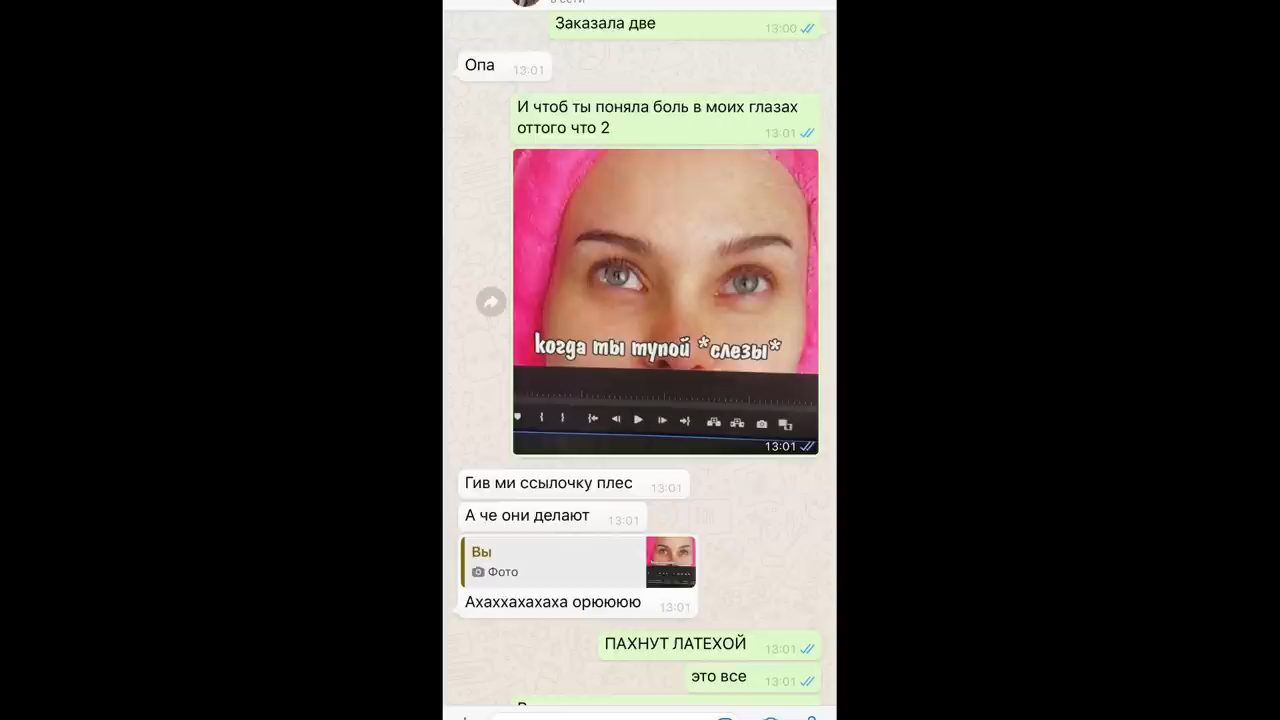 в сети
Заказала две
13:00
Опа
13:01
И чтоб ты поняла боль в моих глазах
оттого что 2
13:01
когда ты тупой *слезы*
13:01
Гив ми ссылочку плес
13:01
А че они делают
13:01
Вы
Фото
Ахаххахахаха орюююю
13:01
ПАХНУТ ЛАТЕХОЙ
13:01
это все
13:01